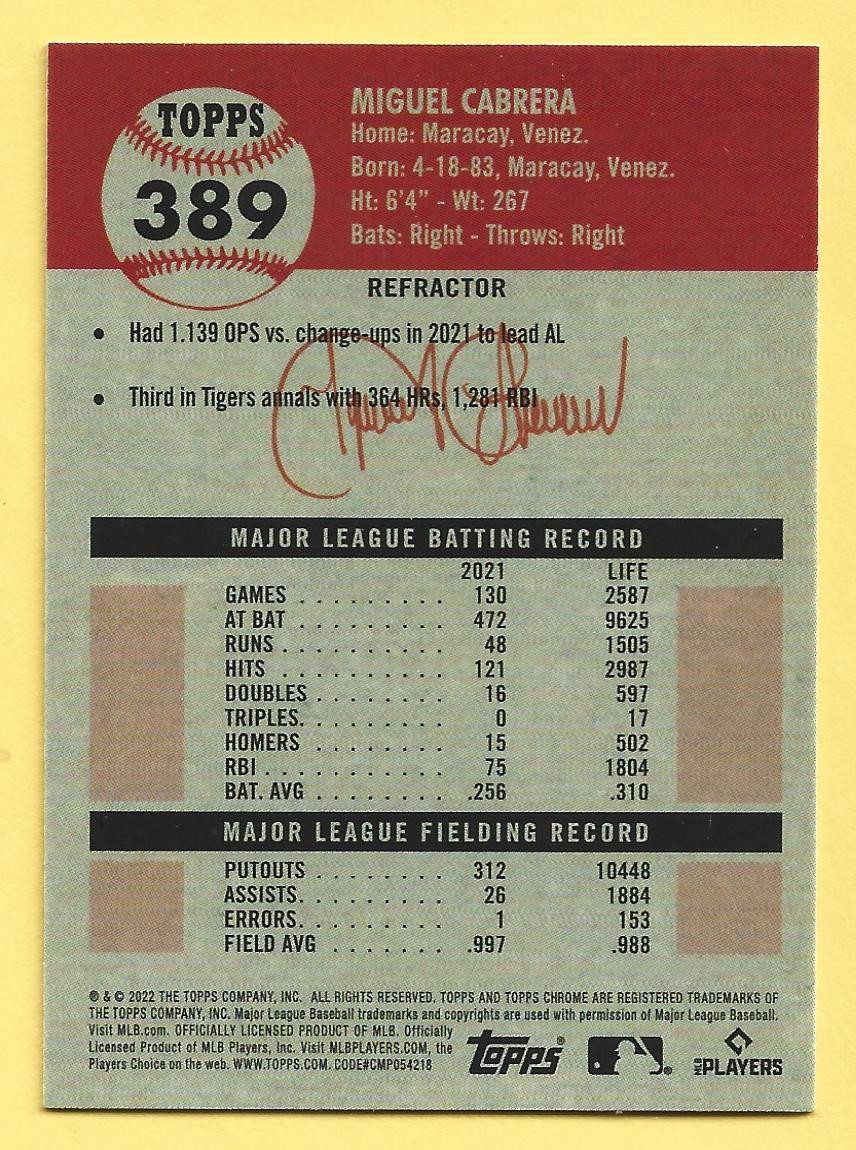 TOPPS
389
MIGUEL CABRERA
Home: Maracay, Venez.
Born: 4-18-83, Maracay, Venez.
Ht: 6'4" - Wt: 267
Bats: Right - Throws: Right
REFRACTOR
• Had 1.139 OPS vs. change-ups in 2021 to lead AL
• Third in Tigers annals with 364 HRs, 1,281 RBI
MAJOR LEAGUE BATTING RECORD
2021 LIFE
GAMES . . . . . . . . . . 130 2587
AT BAT . . . . . . . . . . 472 9625
RUNS . . . . . . . . . . . 48 1505
HITS . . . . . . . . . . 121 2987
DOUBLES . . . . . . . . . 16 597
TRIPLES. . . . . . . . . . 0 17
HOMERS . . . . . . . . . 15 502
RBI . . . . . . . . . . . . 75 1804
BAT. AVG . . . . . . . . . .256 .310
MAJOR LEAGUE FIELDING RECORD
PUTOUTS . . . . . . . . . 312 10448
ASSISTS. . . . . . . . . . 26 1884
ERRORS. . . . . . . . . . 1 153
FIELD AVG . . . . . . . .997 .988
® & © 2022 THE TOPPS COMPANY, INC. ALL RIGHTS RESERVED. TOPPS AND TOPPS CHROME ARE REGISTERED TRADEMARKS OF
THE TOPPS COMPANY, INC. Major League Baseball trademarks and copyrights are used with permission of Major League Baseball.
Visit MLB.com. OFFICIALLY LICENSED PRODUCT OF MLB. Officially
Licensed Product of MLB Players, Inc. Visit MLBPLAYERS.COM, the
Players Choice on the web. WWW.TOPPS.COM. CODE#CMP054218
topps®
MLB PLAYERS